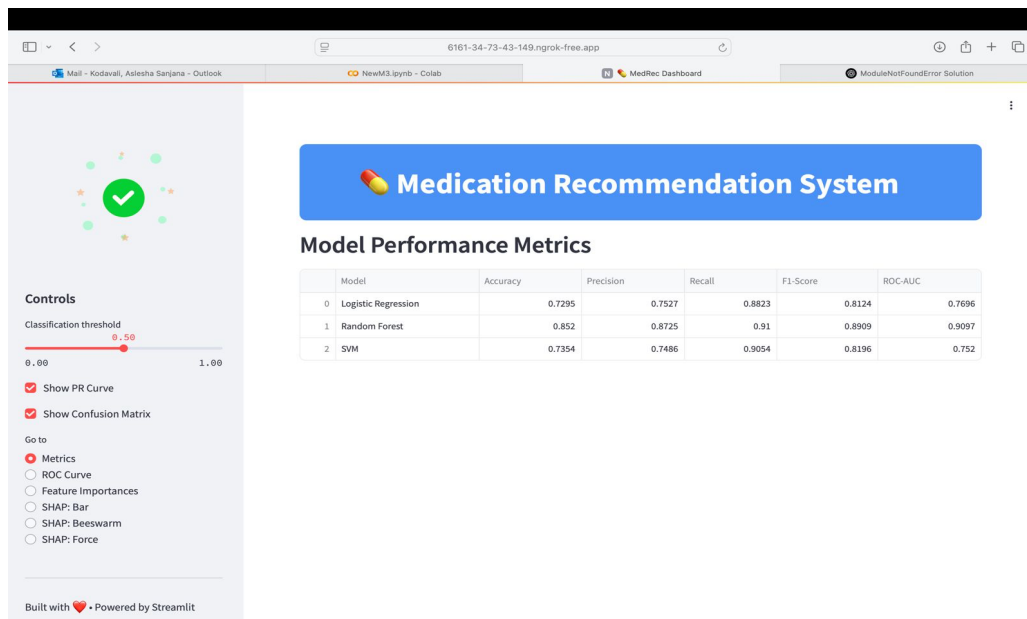 6161-34-73-43-149.ngrok-free.app
Mail - Kodavali, Aslesha Sanjana - Outlook
NewM3.ipynb - Colab
N 💊 MedRec Dashboard
ModuleNotFoundError Solution
💊 Medication Recommendation System
Model Performance Metrics
Model Accuracy Precision Recall F1-Score ROC-AUC
0 Logistic Regression 0.7295 0.7527 0.8823 0.8124 0.7696
1 Random Forest 0.852 0.8725 0.91 0.8909 0.9097
2 SVM 0.7354 0.7486 0.9054 0.8196 0.752
Controls
Classification threshold
0.50
0.00 1.00
Show PR Curve
Show Confusion Matrix
Go to
Metrics
ROC Curve
Feature Importances
SHAP: Bar
SHAP: Beeswarm
SHAP: Force
Built with ❤️ • Powered by Streamlit